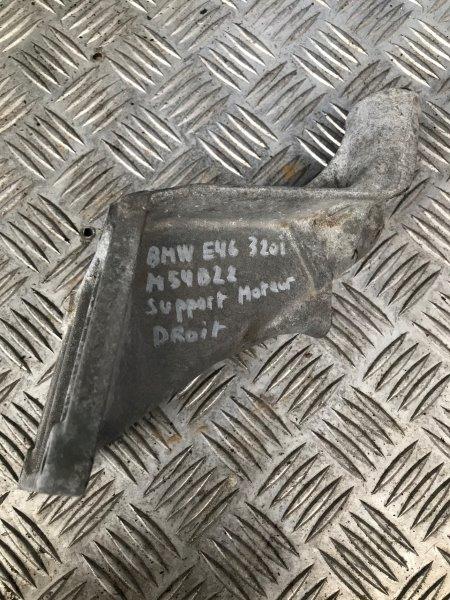 BMW E46 320i
M54B22
Support Moteur
DRoit